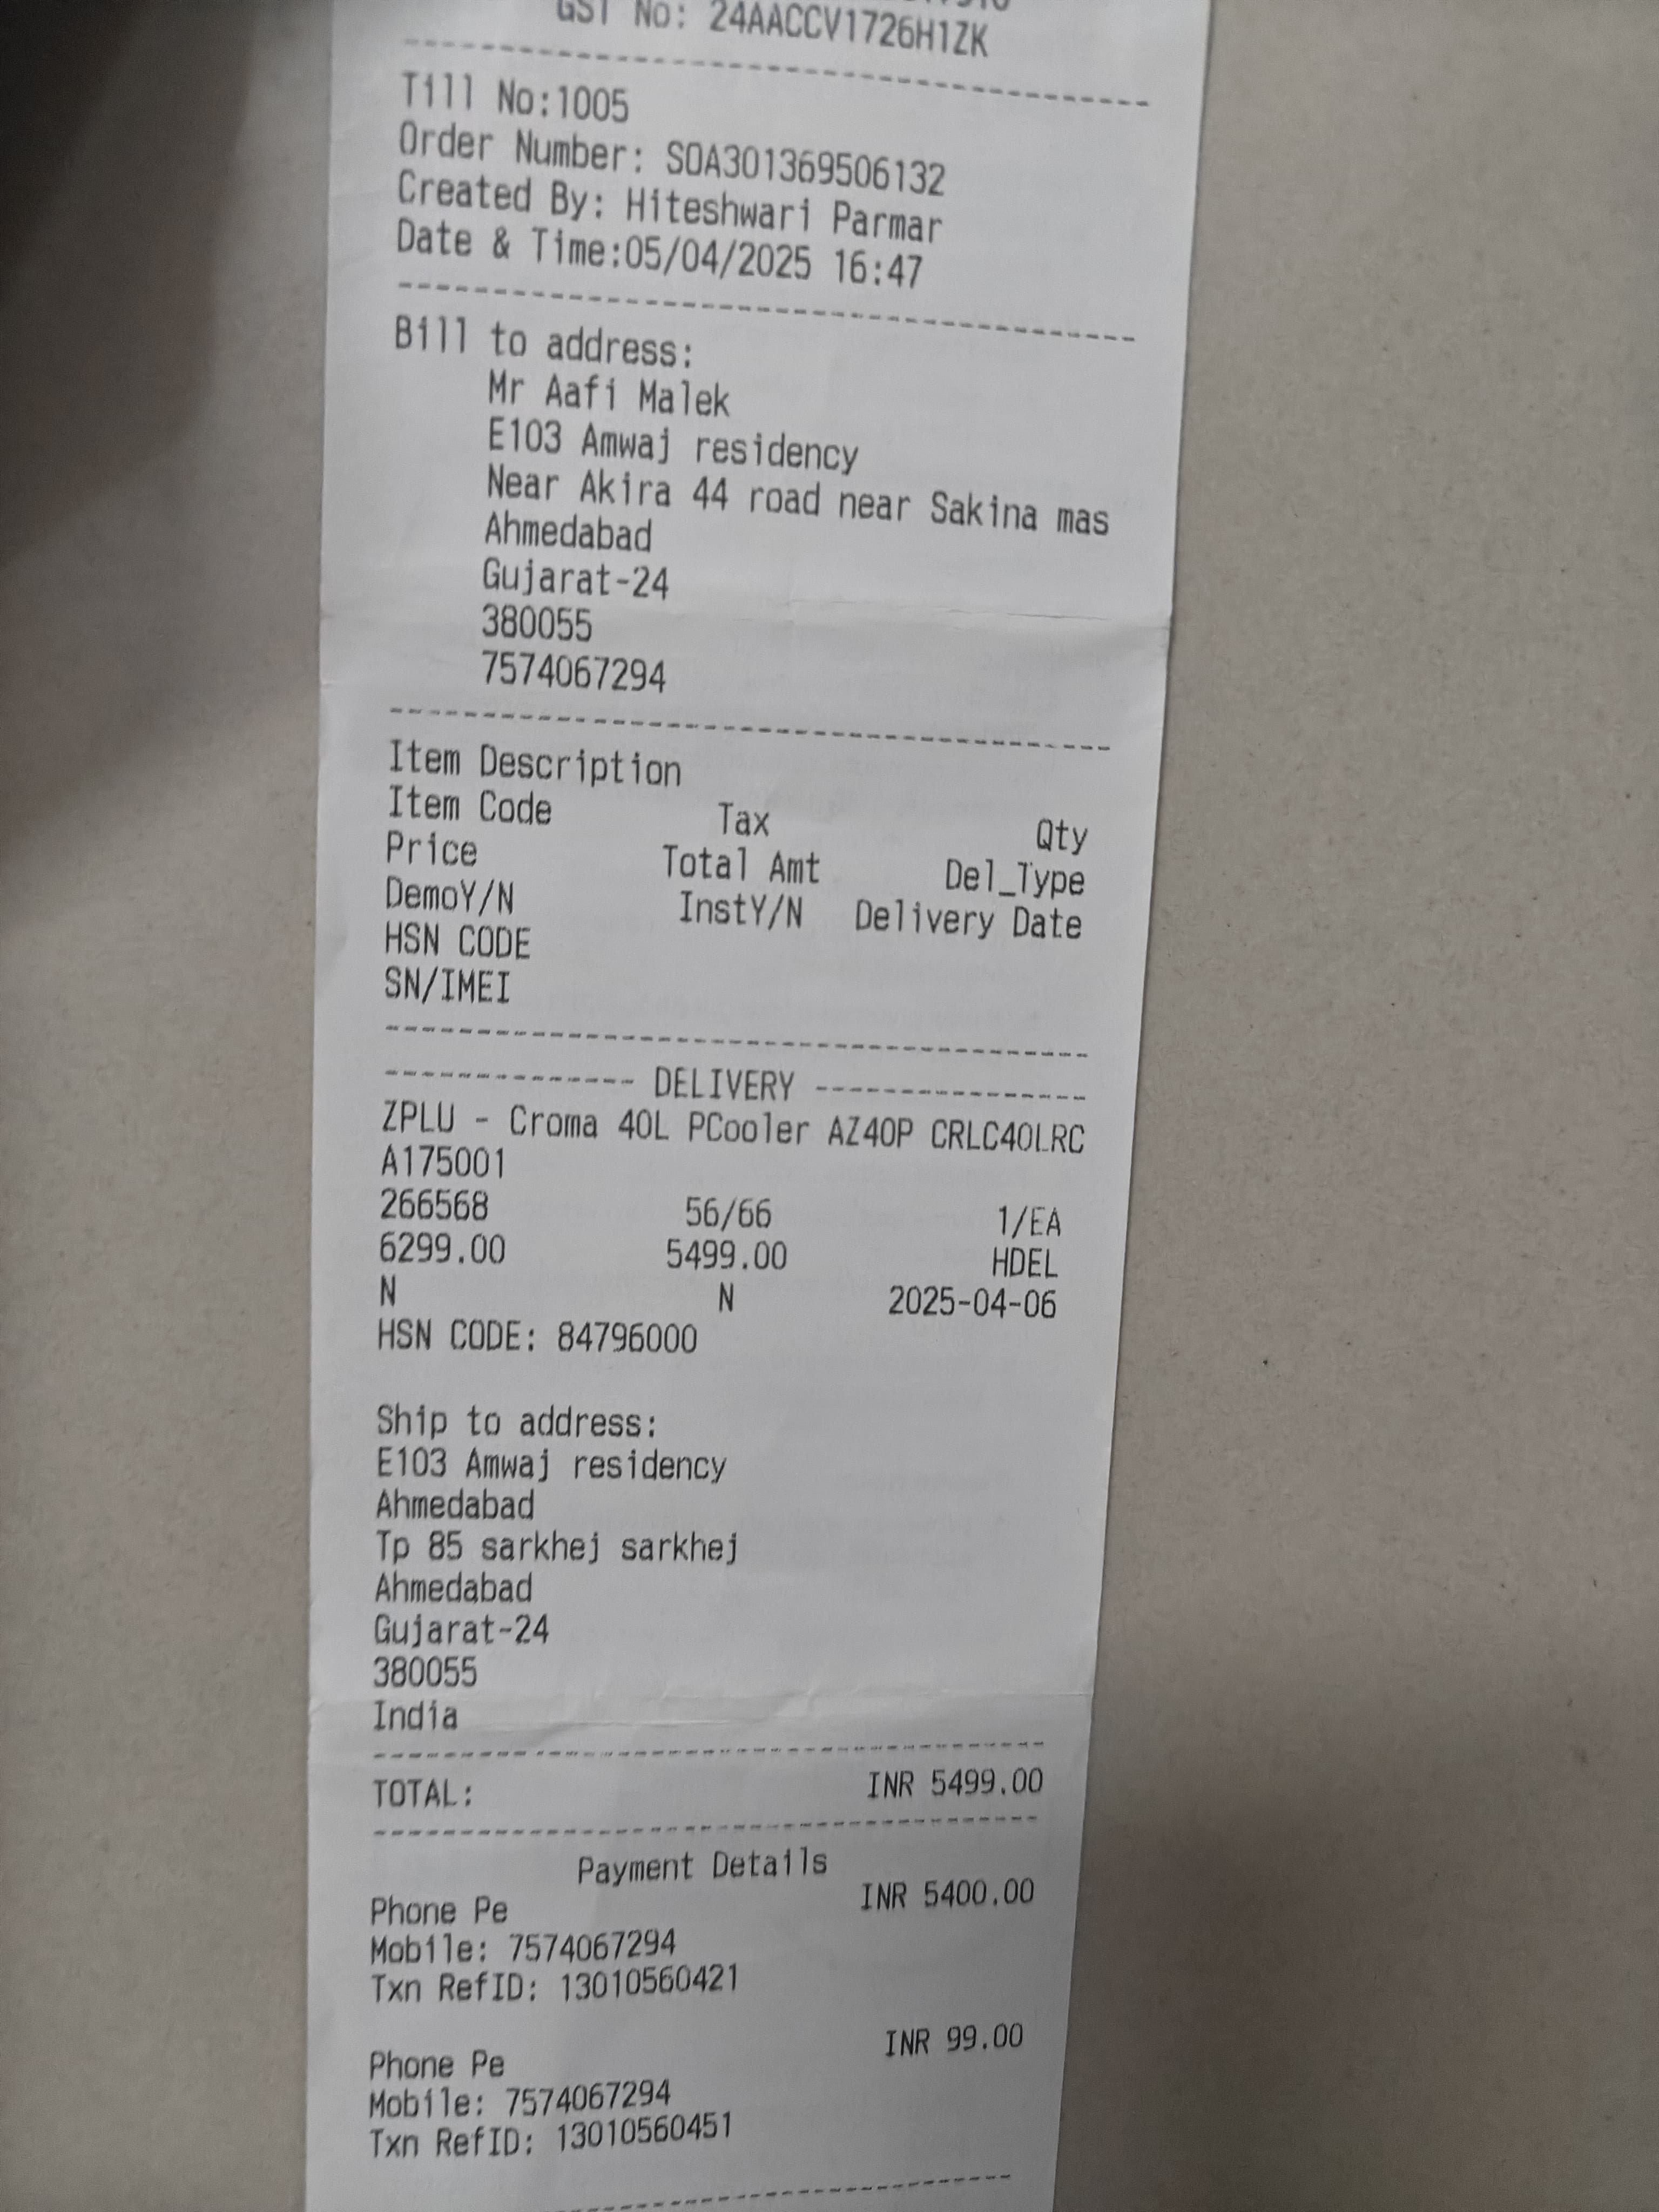 GST No: 24AACCV1726H1ZK
Till No:1005
Order Number: SOA301369506132
Created By: Hiteshwari Parmar
Date & Time:05/04/2025 16:47
Bill to address:
Mr Aafi Malek
E103 Amwaj residency
Near Akira 44 road near Sakina mas
Ahmedabad
Gujarat-24
380055
7574067294
Item Description
Item Code Tax Qty
Price Total Amt Del_Type
DemoY/N InstY/N Delivery Date
HSN CODE
SN/IMEI
-------------- DELIVERY ---------------
ZPLU - Croma 40L PCooler AZ40P CRLC40LRC
A175001
266568 56/66 1/EA
6299.00 5499.00 HDEL
N N 2025-04-06
HSN CODE: 84796000
Ship to address:
E103 Amwaj residency
Ahmedabad
Tp 85 sarkhej sarkhej
Ahmedabad
Gujarat-24
380055
India
TOTAL: INR 5499.00
Payment Details
Phone Pe INR 5400.00
Mobile: 7574067294
Txn RefID: 13010560421
Phone Pe INR 99.00
Mobile: 7574067294
Txn RefID: 13010560451